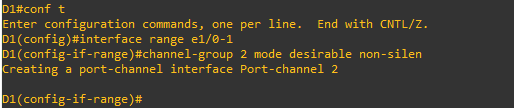 D1#conf t
Enter configuration commands, one per line.  End with CNTL/Z.
D1(config)#interface range e1/0-1
D1(config-if-range)#channel-group 2 mode desirable non-silen
Creating a port-channel interface Port-channel 2
D1(config-if-range)#